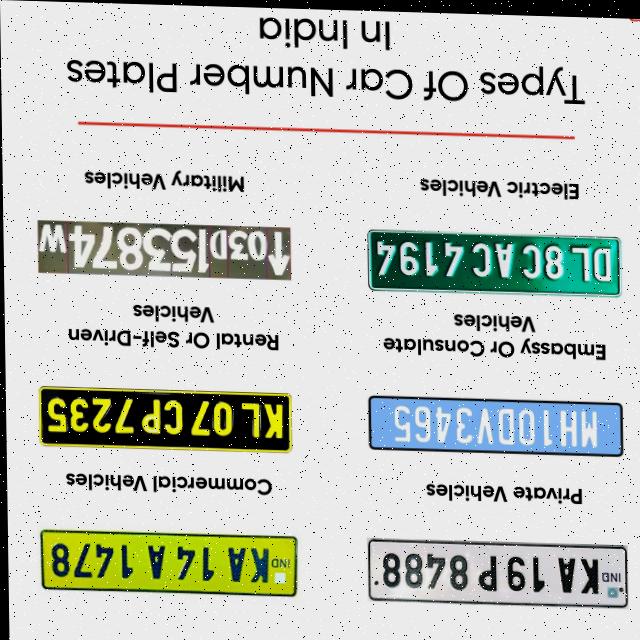 IND KA 19 P 8488
IND KA 14 A 1478
Private Vehicles
Commercial Vehicles
MH10DV3465
KL 07 CP 7235
Embassy Or Consulate
Vehicles
Rental Or Self-Driven
Vehicles
DL 8C AC 4194
↑03D153874W
Electric Vehicles
Military Vehicles
Types Of Car Number Plates
In India